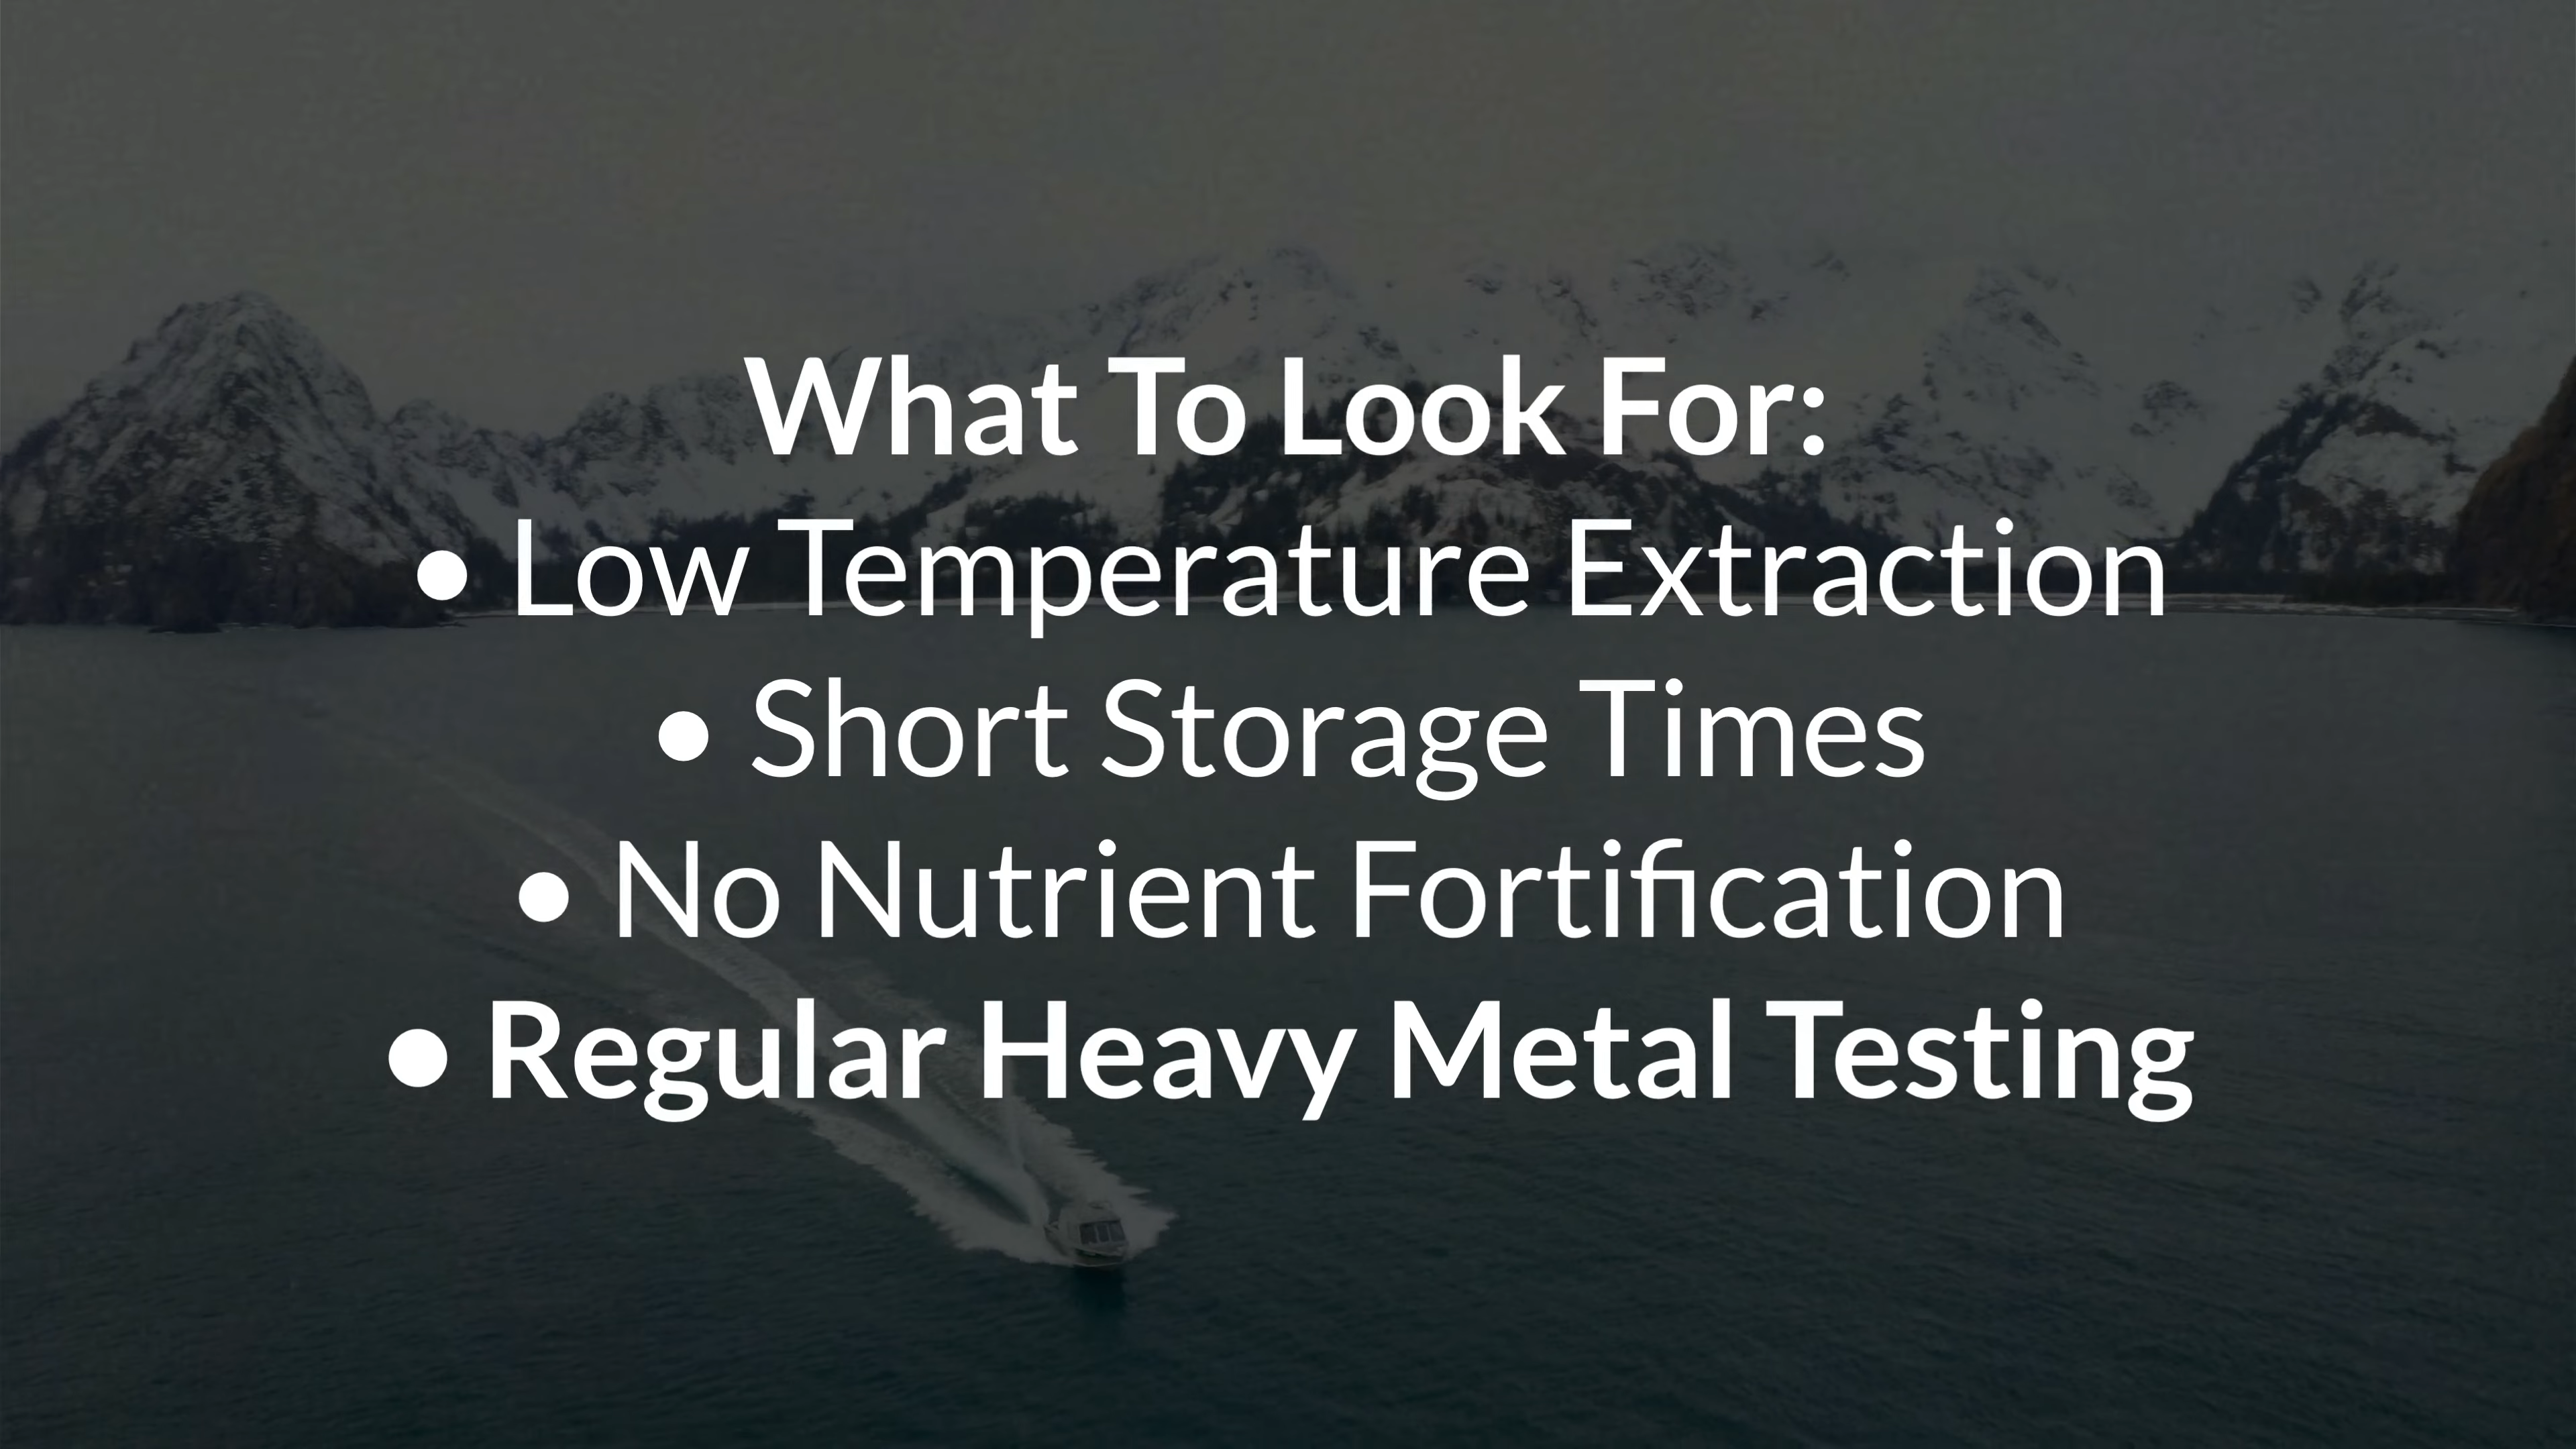 What To Look For:
• Low Temperature Extraction
• Short Storage Times
• No Nutrient Fortification
• Regular Heavy Metal Testing